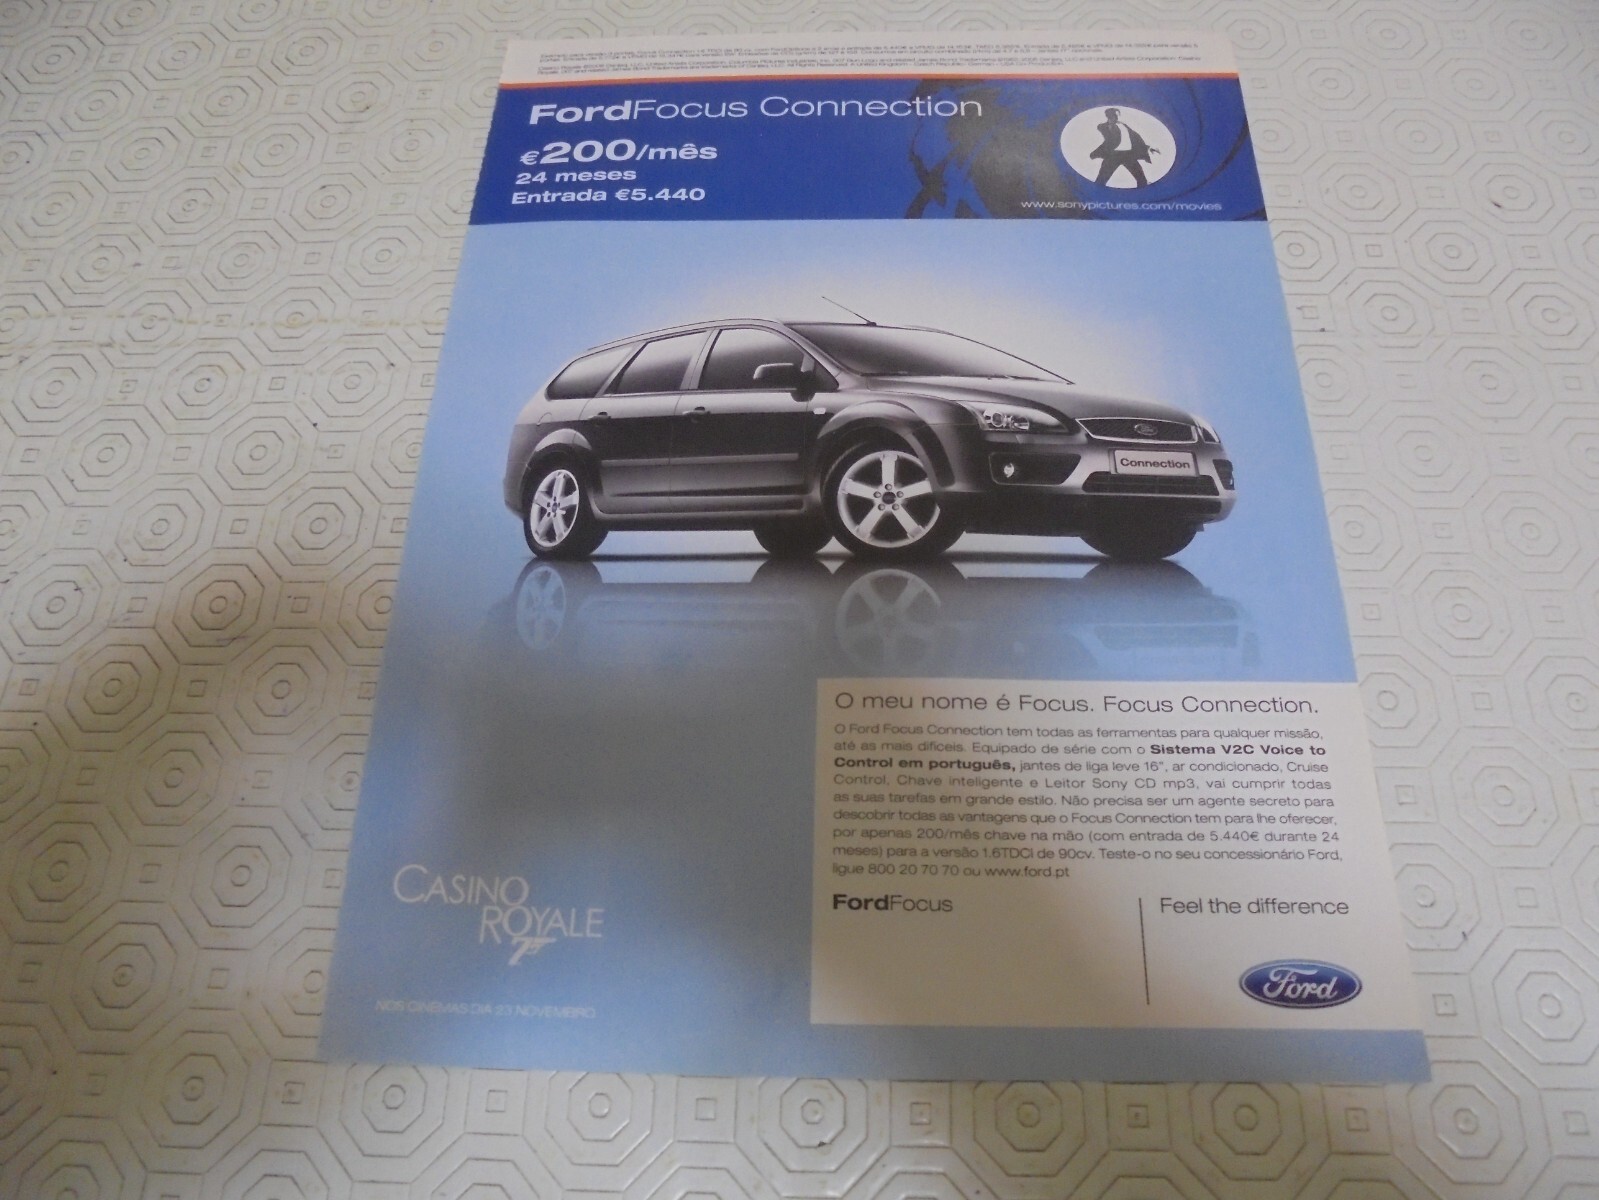 FordFocus Connection
€200/mês
24 meses
Entrada €5.440
www.sonypictures.com/movies
Connection
O meu nome é Focus. Focus Connection.
O Ford Focus Connection tem todas as ferramentas para qualquer missão,
até as mais difíceis. Equipado de série com o Sistema V2C Voice to
Control em português, jantes de liga leve 16", ar condicionado, Cruise
Control, Chave inteligente e Leitor Sony CD mp3, vai cumprir todas
as suas tarefas em grande estilo. Não precisa ser um agente secreto para
descobrir todas as vantagens que o Focus Connection tem para lhe oferecer,
por apenas 200/mês chave na mão (com entrada de 5.440€ durante 24
meses) para a versão 1.6TDCi de 90cv. Teste-o no seu concessionário Ford,
ligue 800 20 70 70 ou www.ford.pt
FordFocus
Feel the difference
Ford
CASINO
ROYALE
007
NOS CINEMAS DIA 23 NOVEMBRO